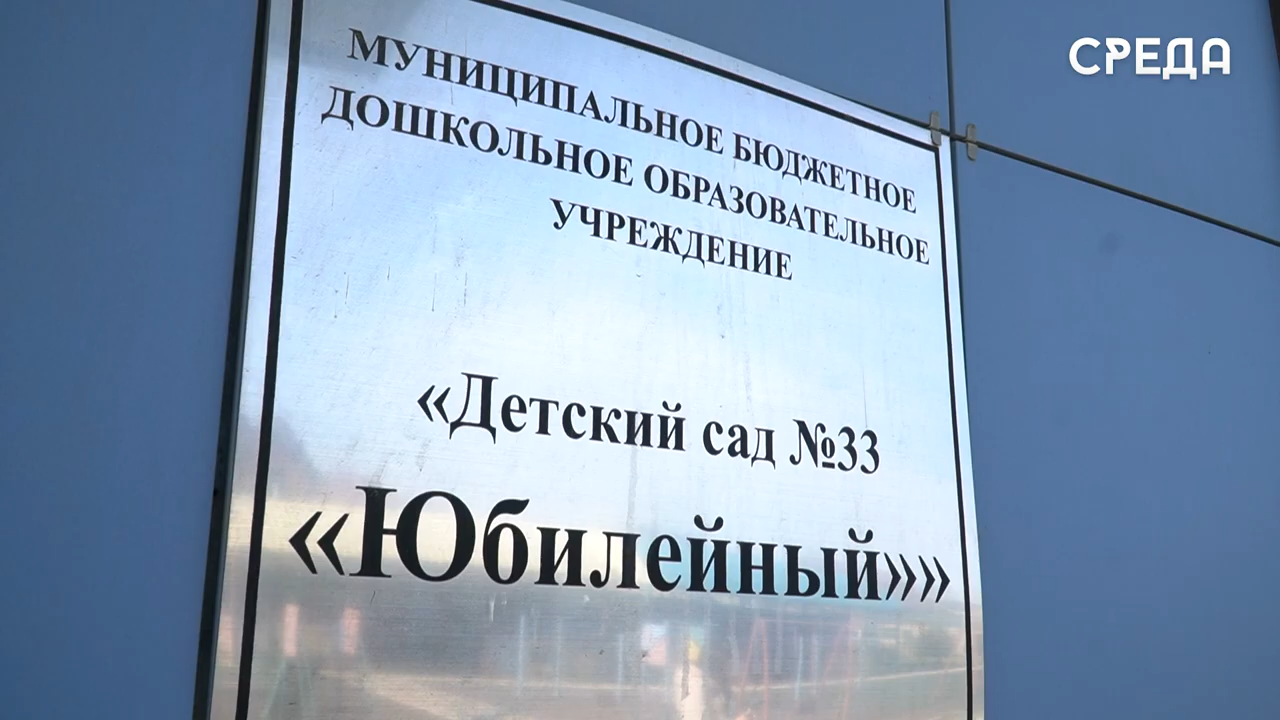 СРЕДА
МУНИЦИПАЛЬНОЕ БЮДЖЕТНОЕ
ДОШКОЛЬНОЕ ОБРАЗОВАТЕЛЬНОЕ
УЧРЕЖДЕНИЕ
«Детский сад №33
«Юбилейный»»